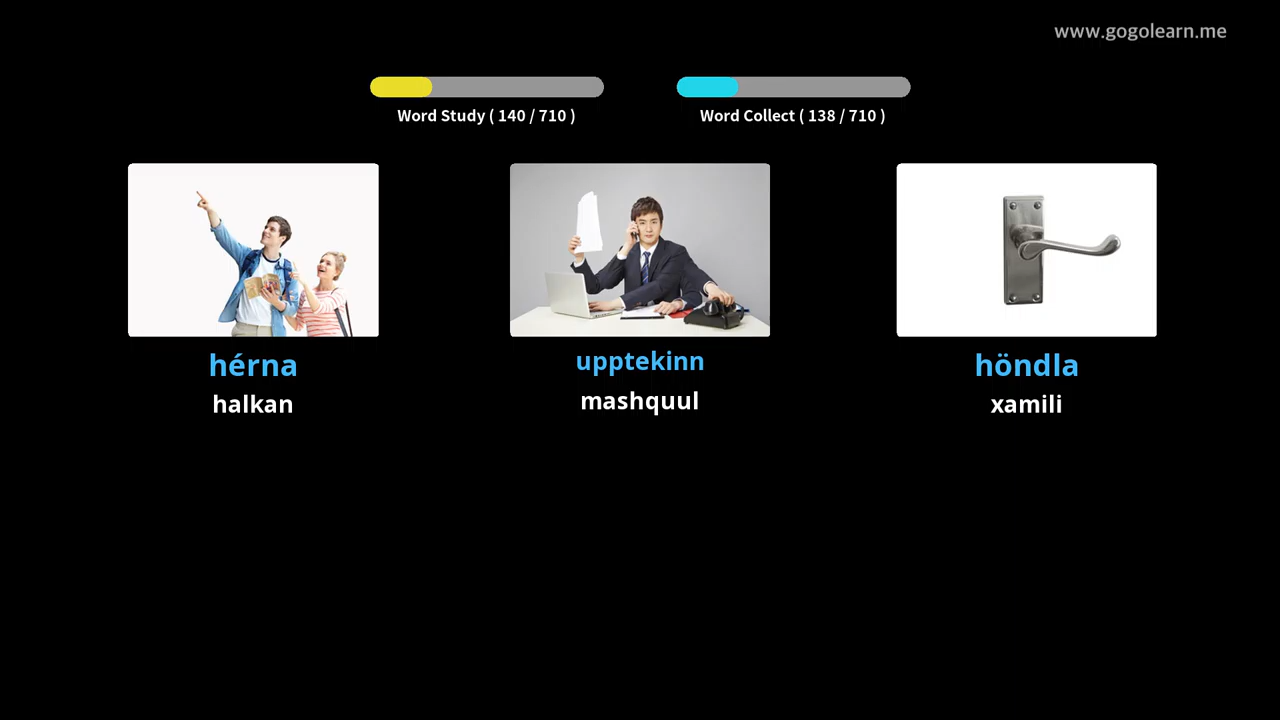 www.gogolearn.me
Word Study ( 140 / 710 )
Word Collect ( 138 / 710 )
hérna
upptekinn
höndla
halkan
mashquul
xamili